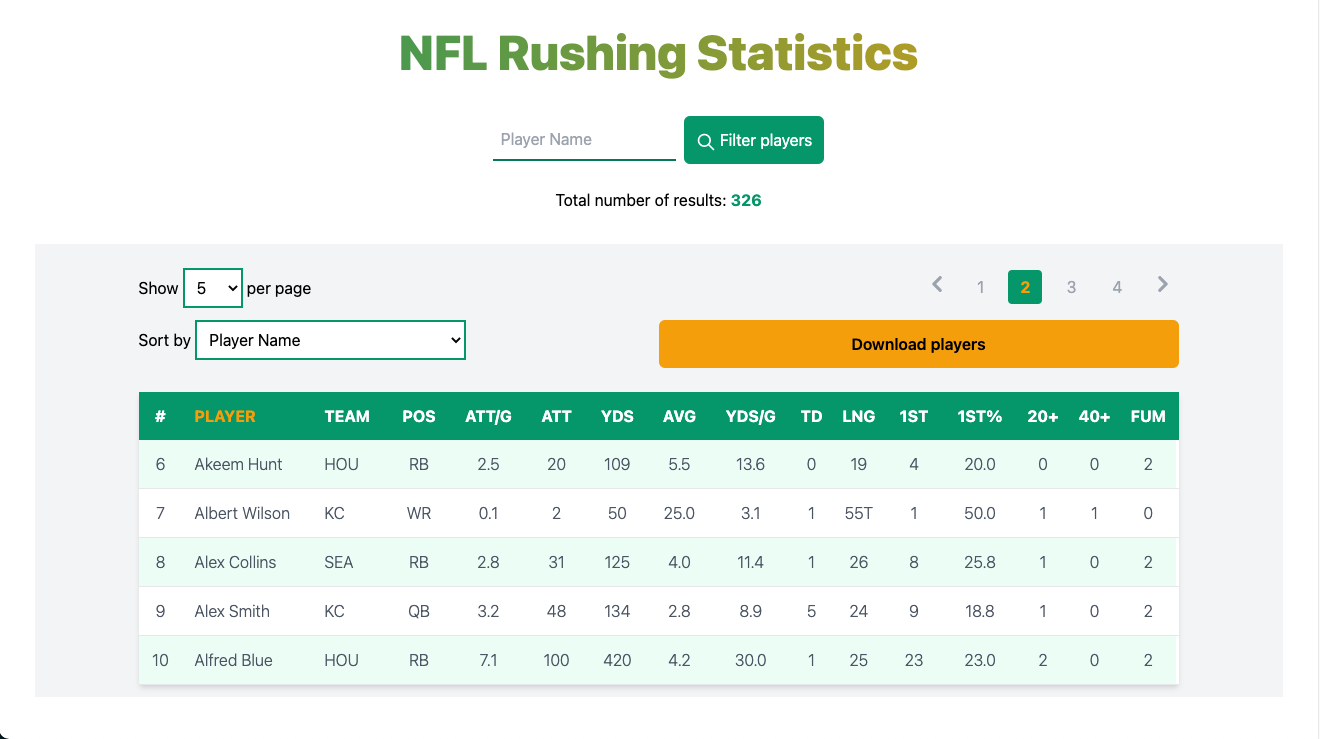 NFL Rushing Statistics
Player Name Filter players
Total number of results: 326
Show 5 per page 1 2 3 4
Sort by Player Name Download players
# PLAYER TEAM POS ATT/G ATT YDS AVG YDS/G TD LNG 1ST 1ST% 20+ 40+ FUM
6 Akeem Hunt HOU RB 2.5 20 109 5.5 13.6 0 19 4 20.0 0 0 2
7 Albert Wilson KC WR 0.1 2 50 25.0 3.1 1 55T 1 50.0 1 1 0
8 Alex Collins SEA RB 2.8 31 125 4.0 11.4 1 26 8 25.8 1 0 2
9 Alex Smith KC QB 3.2 48 134 2.8 8.9 5 24 9 18.8 1 0 2
10 Alfred Blue HOU RB 7.1 100 420 4.2 30.0 1 25 23 23.0 2 0 2